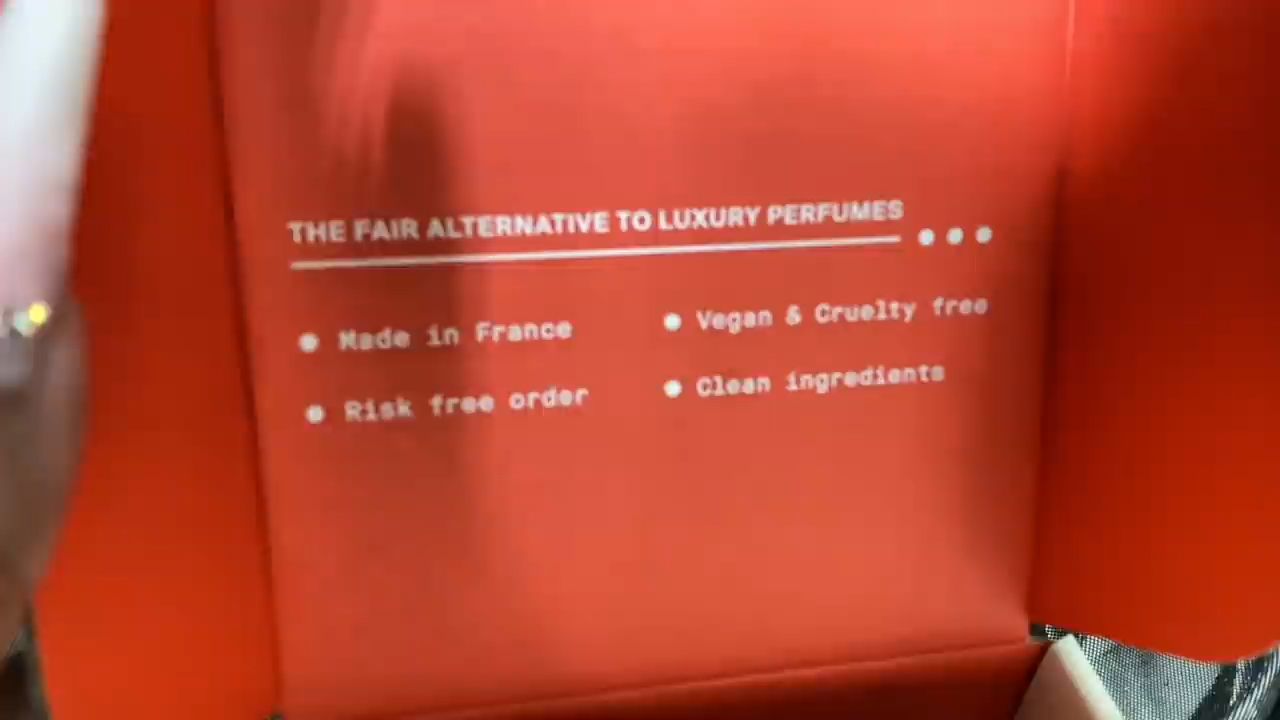 THE FAIR ALTERNATIVE TO LUXURY PERFUMES
Made in France
Vegan & Cruelty free
Risk free order
Clean ingredients